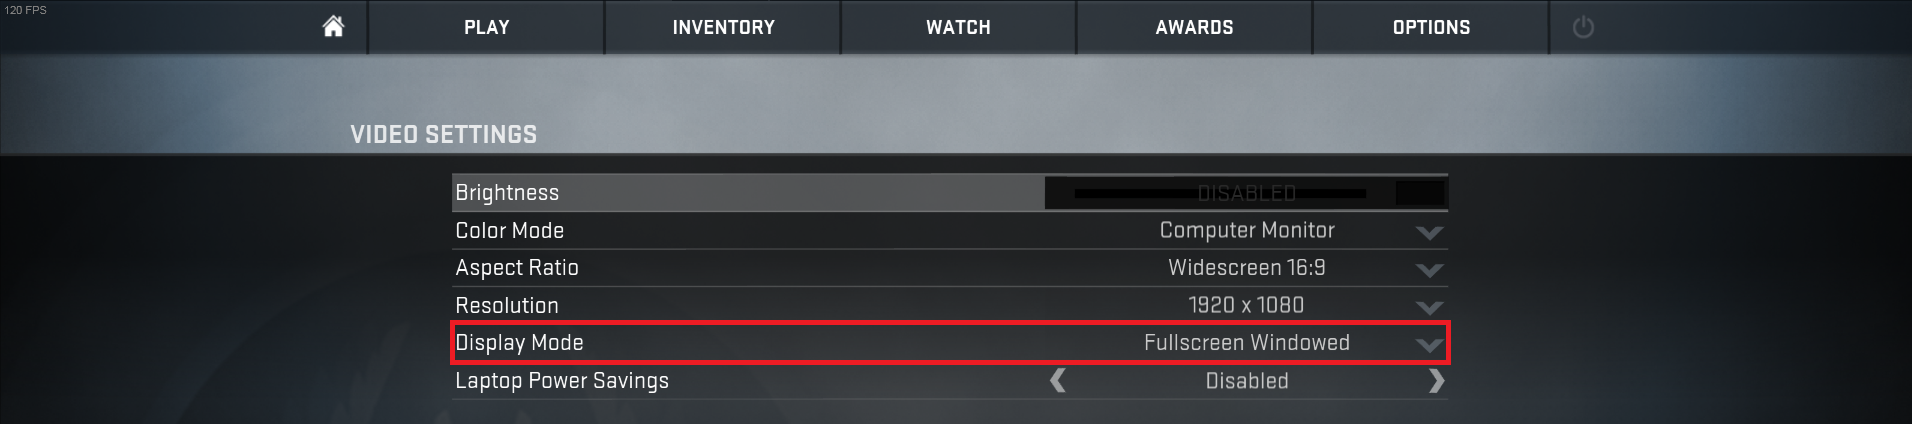 120 FPS
PLAY INVENTORY WATCH AWARDS OPTIONS
VIDEO SETTINGS
Brightness DISABLED
Color Mode Computer Monitor
Aspect Ratio Widescreen 16:9
Resolution 1920 x 1080
Display Mode Fullscreen Windowed
Laptop Power Savings Disabled